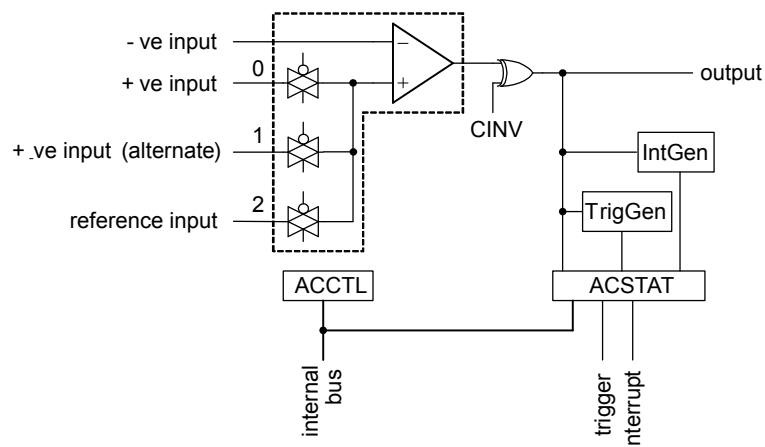 - ve input
0
+ ve input
-
+
output
CINV
1
+ -ve input (alternate)
IntGen
2
reference input
TrigGen
ACCTL
ACSTAT
internal
bus
trigger
nterrupt